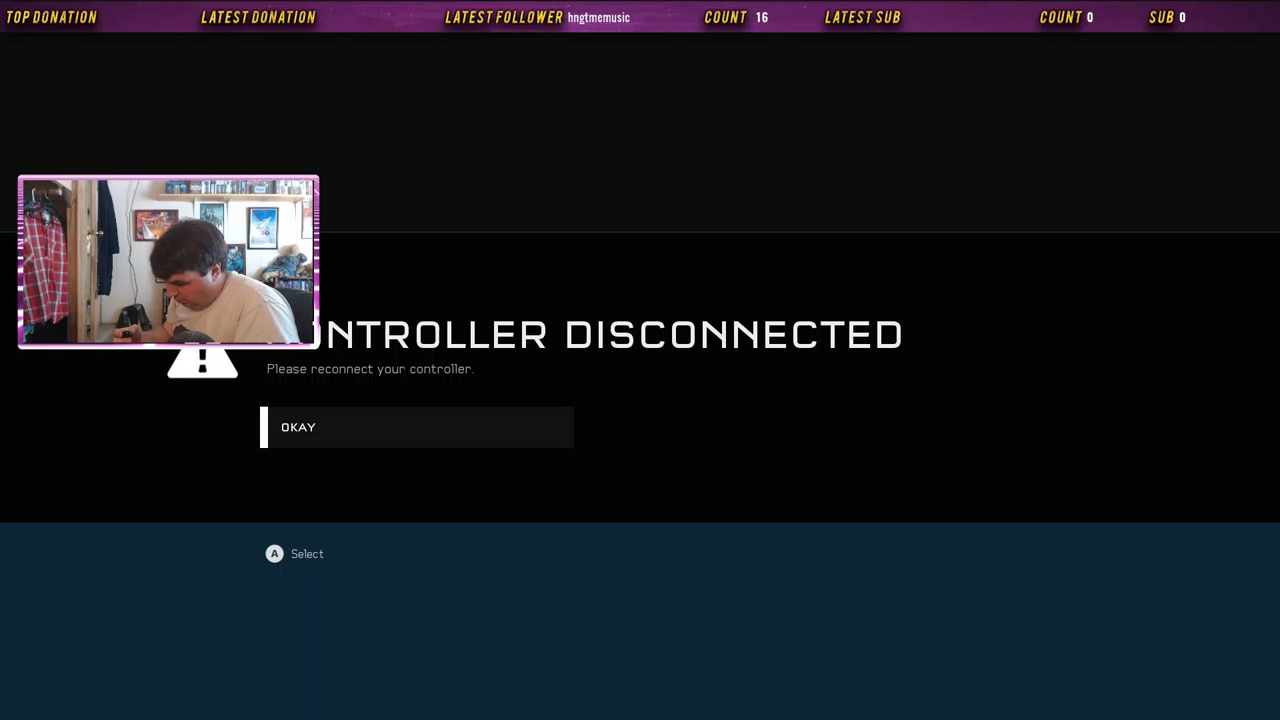 TOP DONATION LATEST DONATION LATEST FOLLOWER hngtmemusic COUNT 16 LATEST SUB COUNT 0 SUB 0
ONTROLLER DISCONNECTED
Please reconnect your controller.
OKAY
A Select